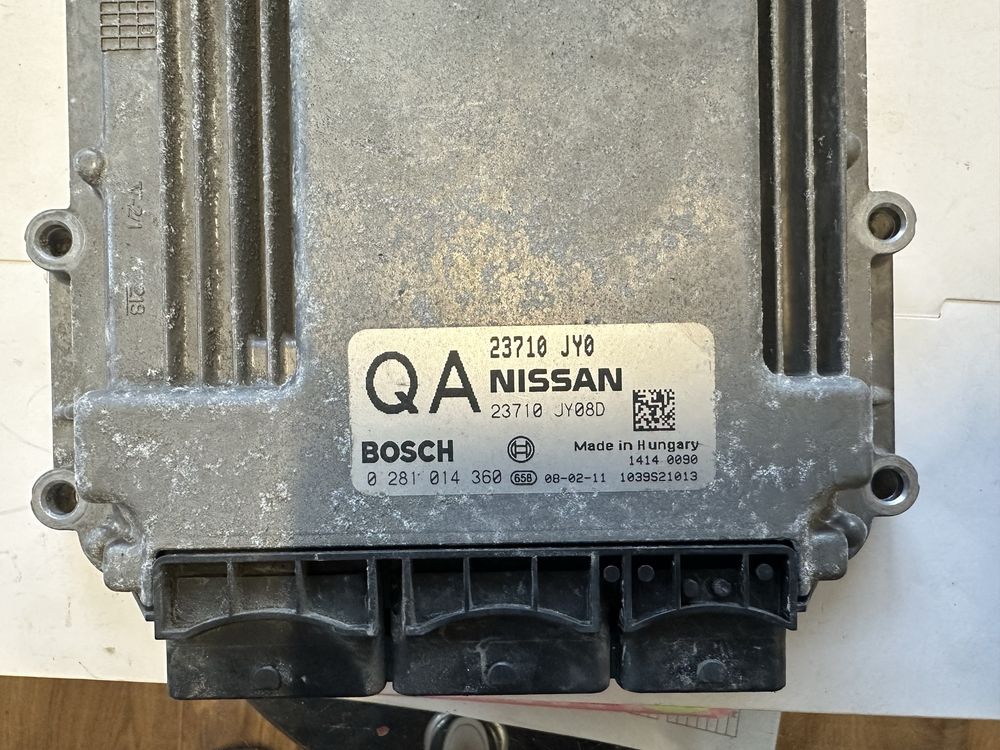 23710 JY0
QA NISSAN
23710 JY08D
BOSCH Made in Hungary
1414 0090
0 281 014 360 658 08-02-11 1039S21013